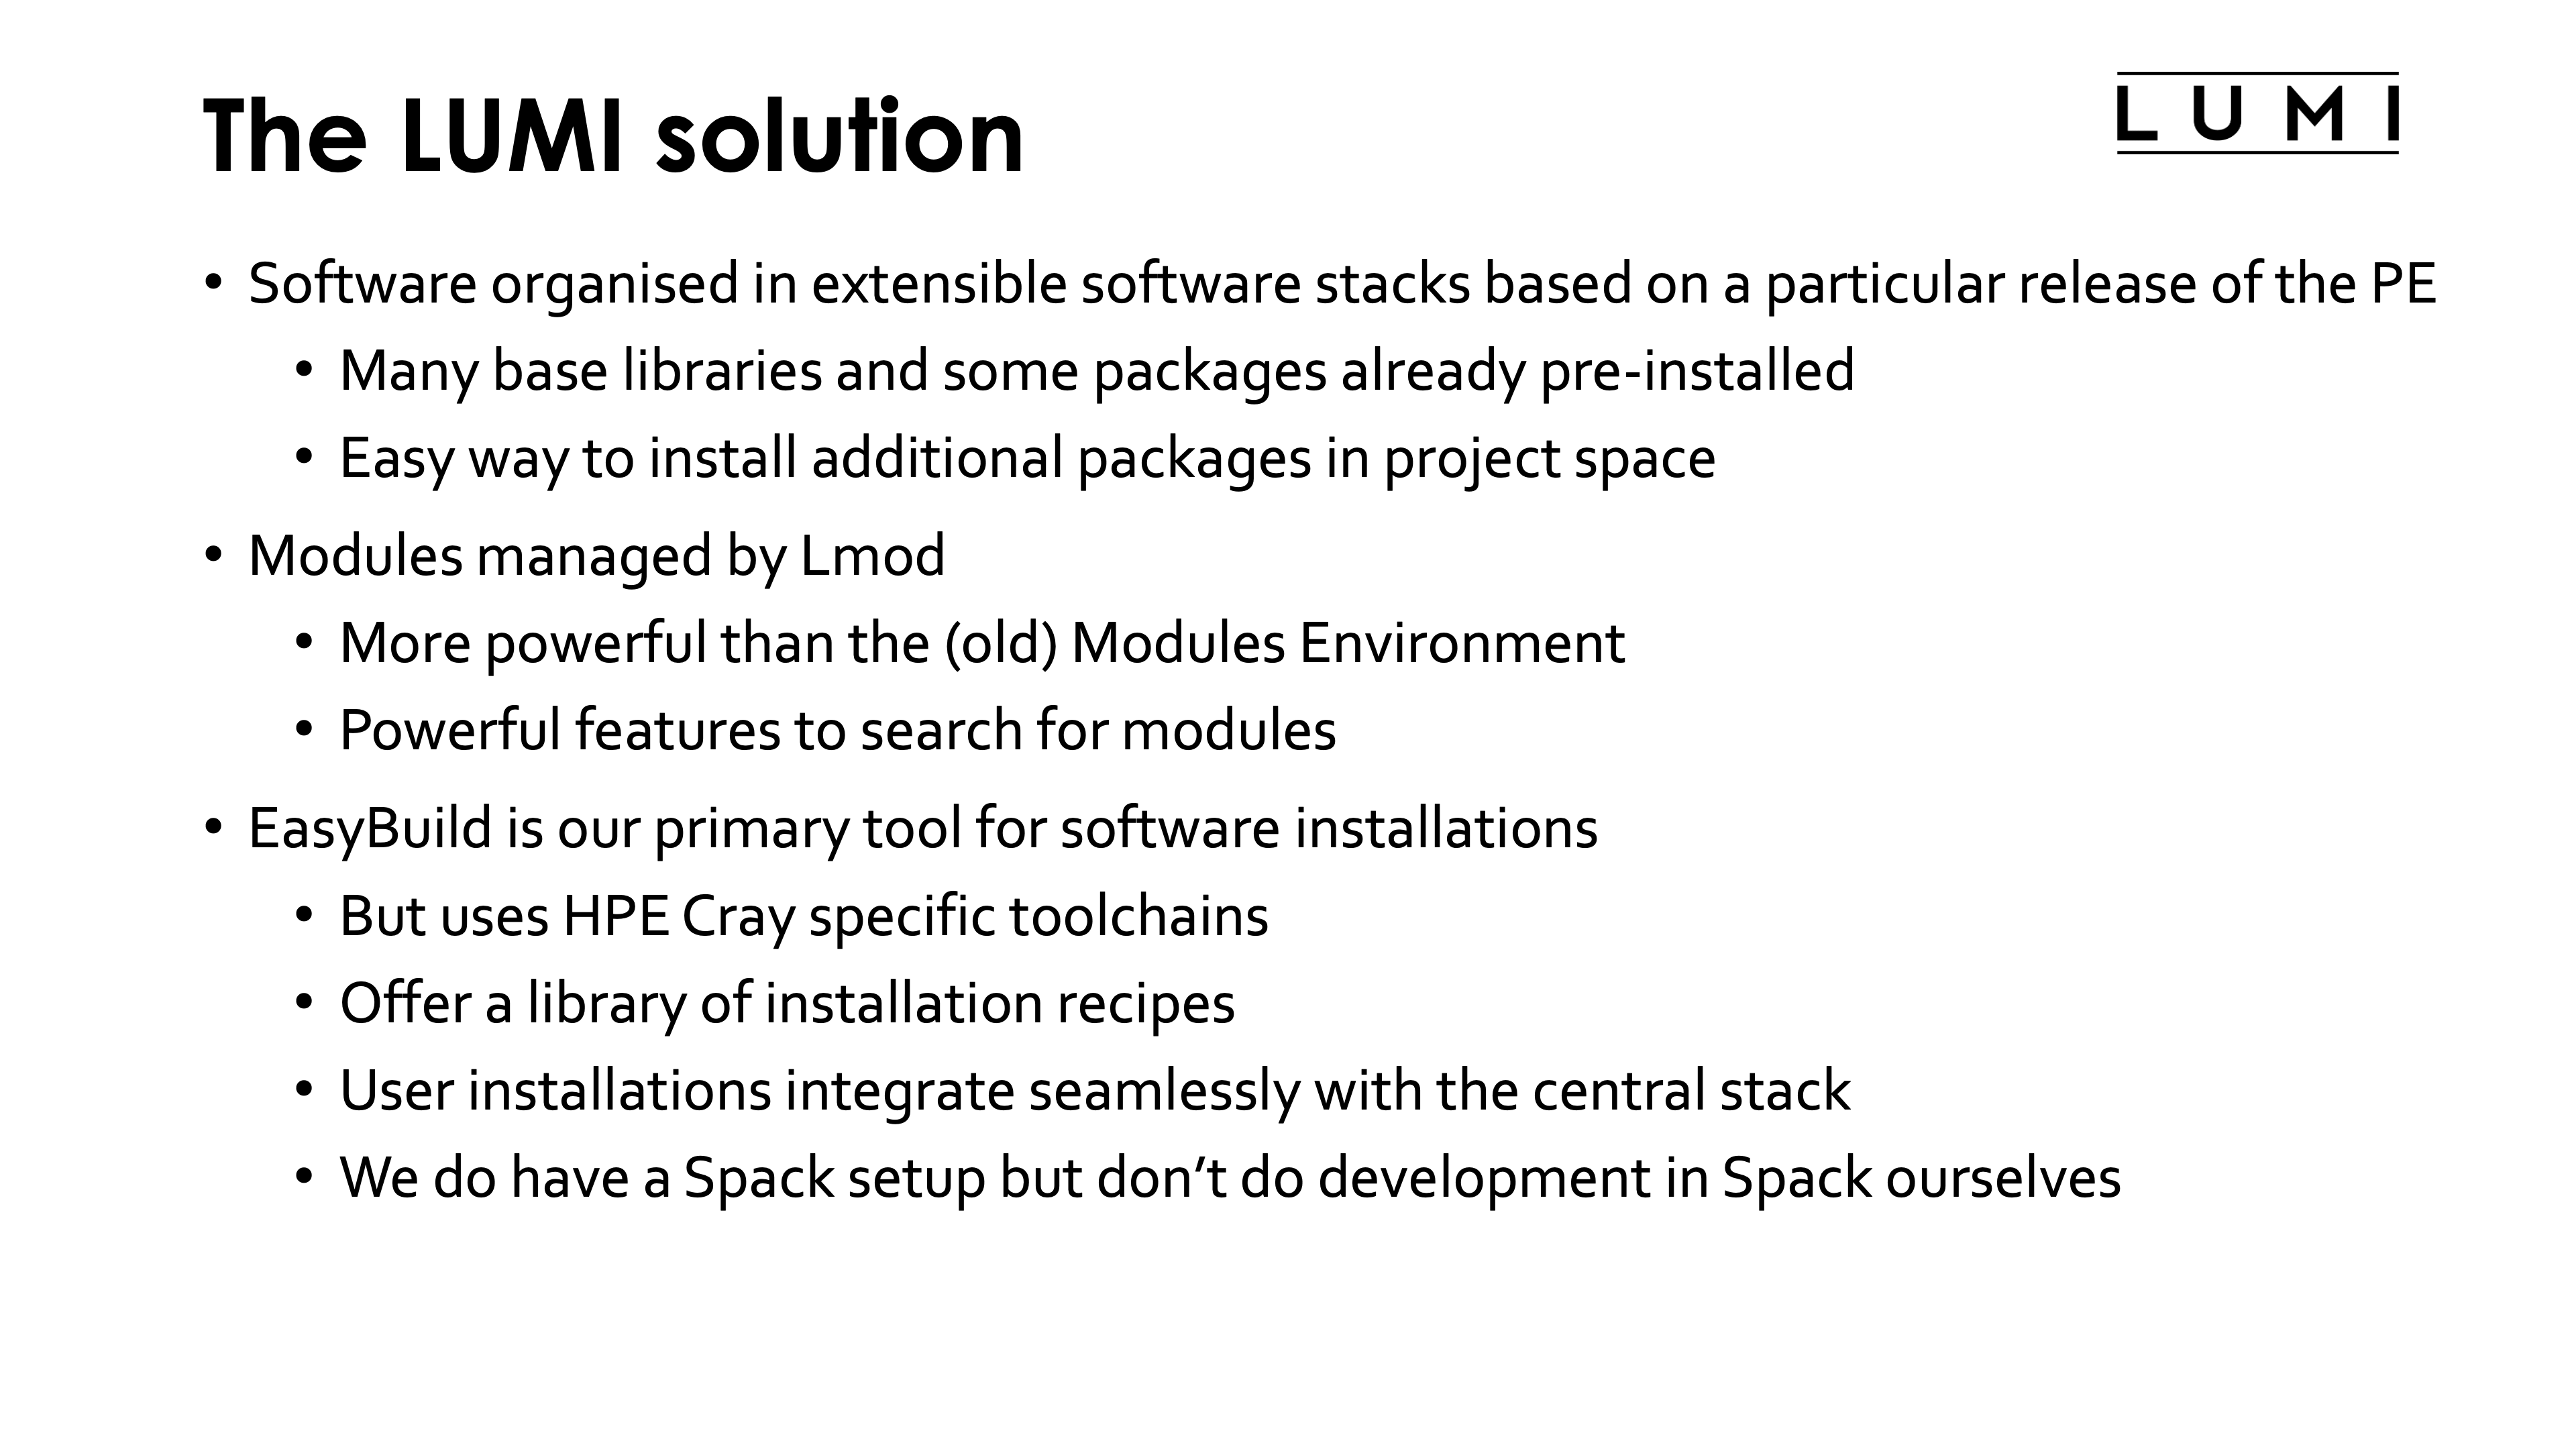 The LUMI solution
LUMI
• Software organised in extensible software stacks based on a particular release of the PE
• Many base libraries and some packages already pre-installed
• Easy way to install additional packages in project space
• Modules managed by Lmod
• More powerful than the (old) Modules Environment
• Powerful features to search for modules
• EasyBuild is our primary tool for software installations
• But uses HPE Cray specific toolchains
• Offer a library of installation recipes
• User installations integrate seamlessly with the central stack
• We do have a Spack setup but don’t do development in Spack ourselves